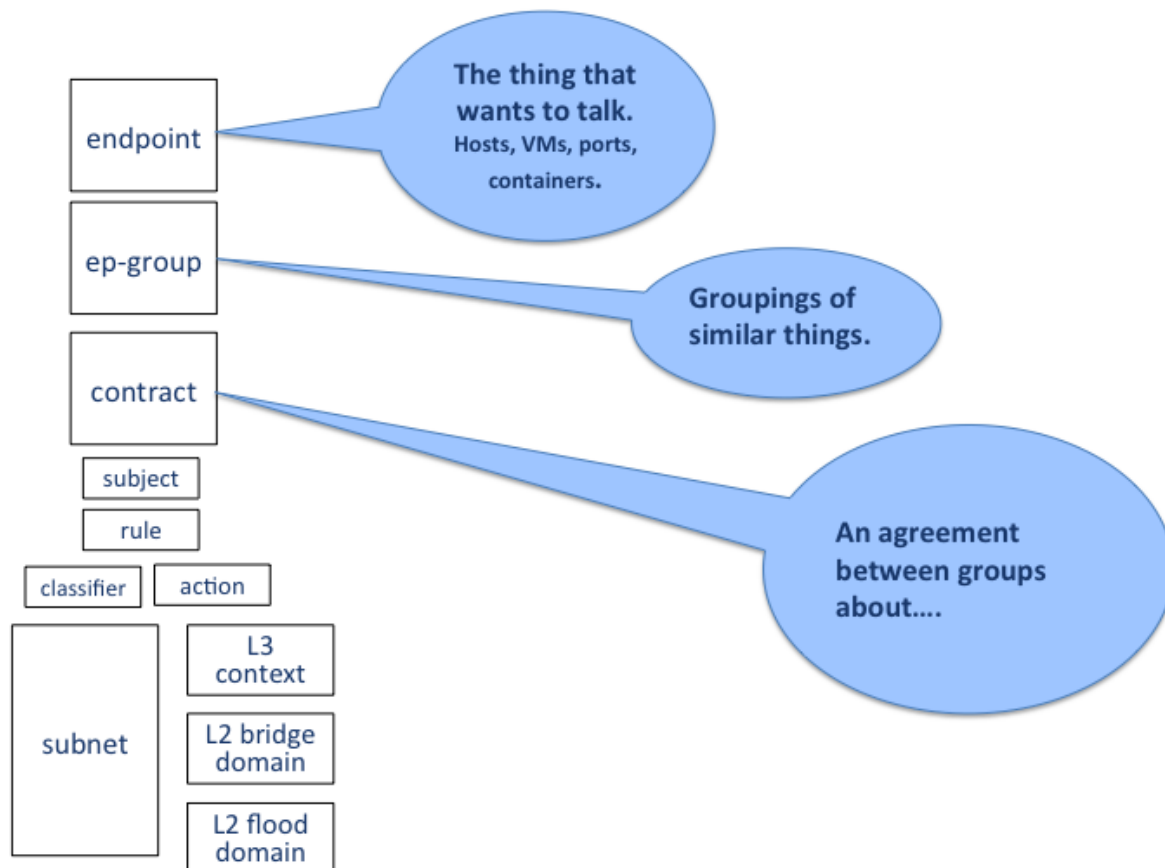 endpoint
The thing that
wants to talk.
Hosts, VMs, ports,
containers.
ep-group
Groupings of
similar things.
contract
An agreement
between groups
about....
subject
rule
classifier
action
subnet
L3
context
L2 bridge
domain
L2 flood
domain